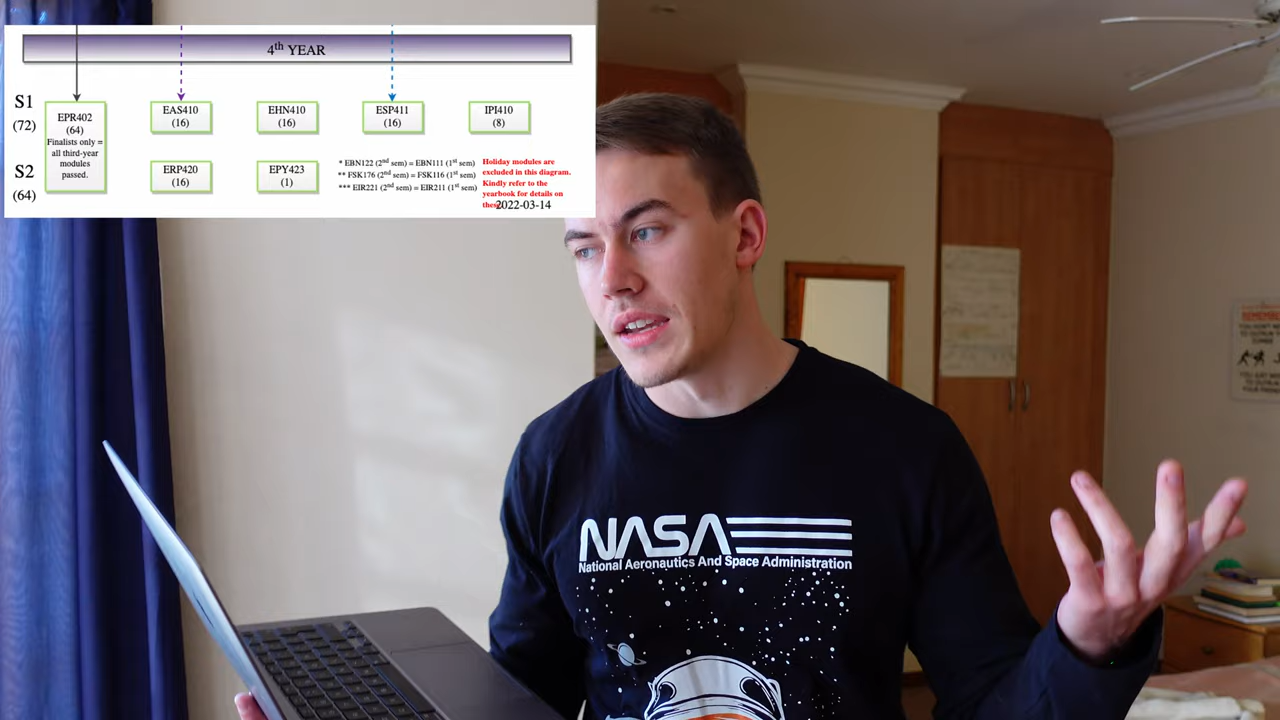 4th YEAR
S1
(72)
EPR402
(64)
Finalists only =
all third-year
modules
passed.
EAS410
(16)
EHN410
(16)
ESP411
(16)
IPI410
(8)
S2
(64)
ERP420
(16)
EPY423
(1)
* EBN122 (2nd sem) = EBN111 (1st sem)
** FSK176 (2nd sem) = FSK116 (1st sem)
*** EIR221 (2nd sem) = EIR211 (1st sem)
Holiday modules are
excluded in this diagram.
Kindly refer to the
yearbook for details on
2022-03-14
NASA
National Aeronautics And Space Administration